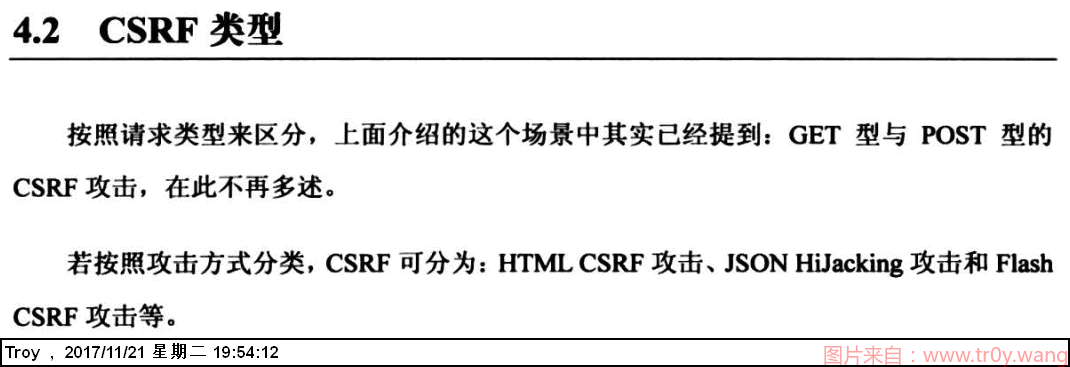 4.2 CSRF 类型
按照请求类型来区分，上面介绍的这个场景中其实已经提到：GET 型与 POST 型的
CSRF 攻击，在此不再多述。
若按照攻击方式分类，CSRF 可分为：HTML CSRF 攻击、JSON HiJacking 攻击和 Flash
CSRF 攻击等。
Troy , 2017/11/21 星期二 19:54:12
图片来自：www.tr0y.wang